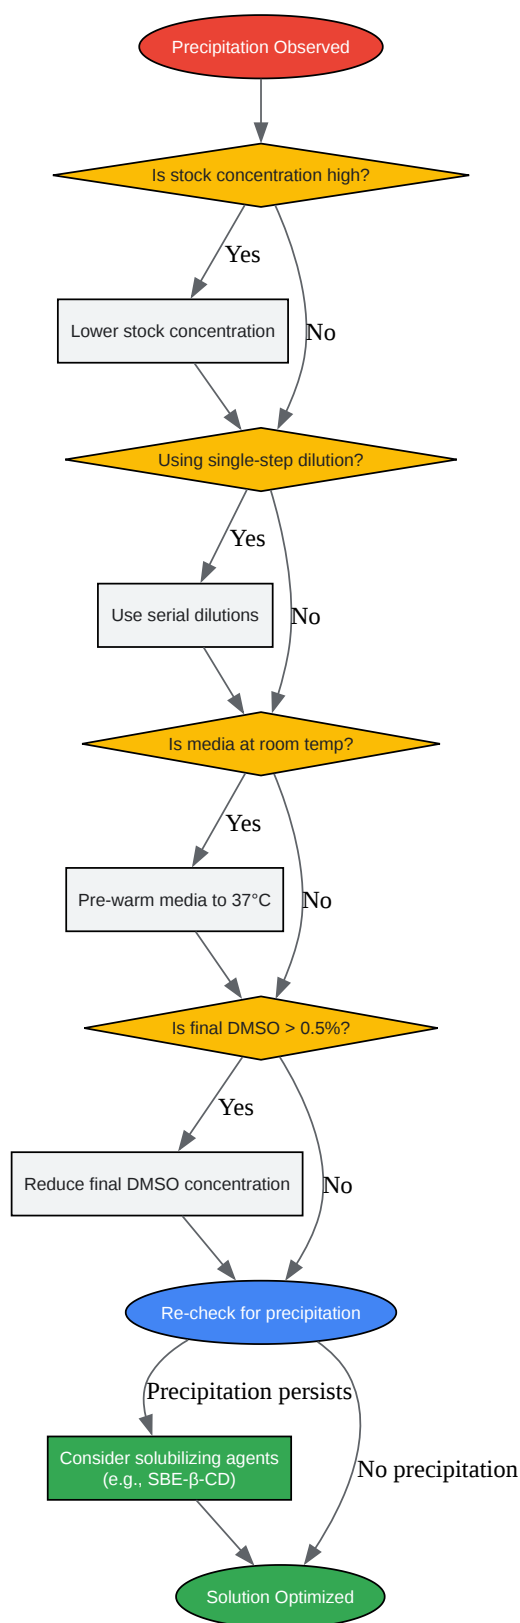 Precipitation Observed
Is stock concentration high?
Yes
Lower stock concentration
No
Using single-step dilution?
Yes
Use serial dilutions
No
Is media at room temp?
Yes
Pre-warm media to 37°C
No
Is final DMSO > 0.5%?
Yes
Reduce final DMSO concentration
No
Re-check for precipitation
Precipitation persists
Consider solubilizing agents
(e.g., SBE-β-CD)
No precipitation
Solution Optimized